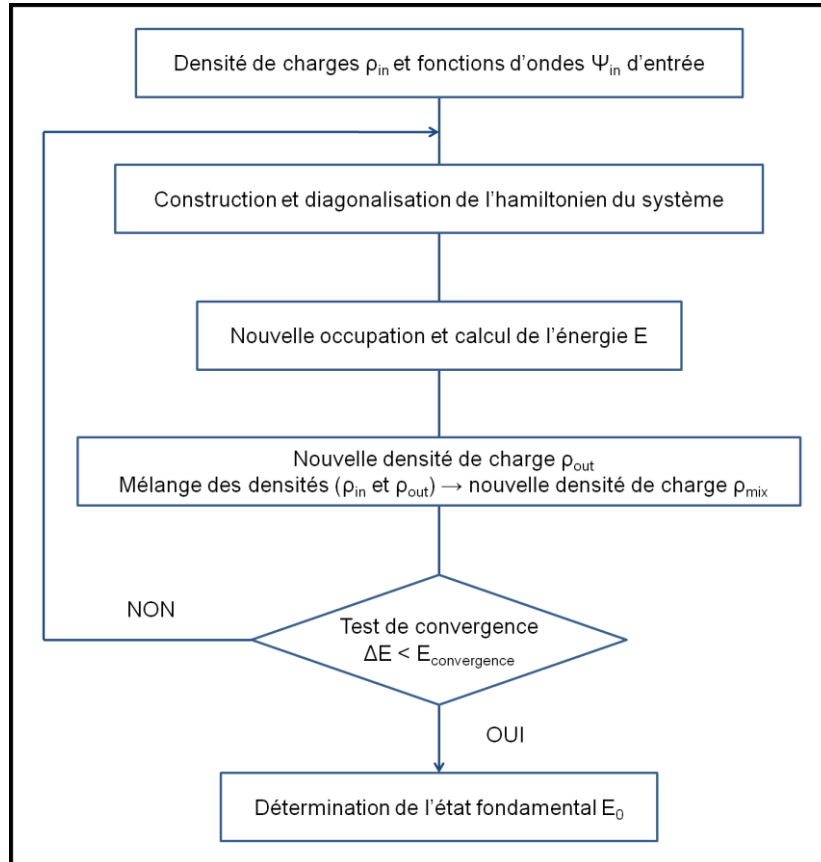 Densité de charges ρin et fonctions d’ondes Ψin d’entrée
Construction et diagonalisation de l’hamiltonien du système
Nouvelle occupation et calcul de l’énergie E
Nouvelle densité de charge ρout
Mélange des densités (ρin et ρout) → nouvelle densité de charge ρmix
NON
Test de convergence
ΔE < Econvergence
OUI
Détermination de l’état fondamental E0